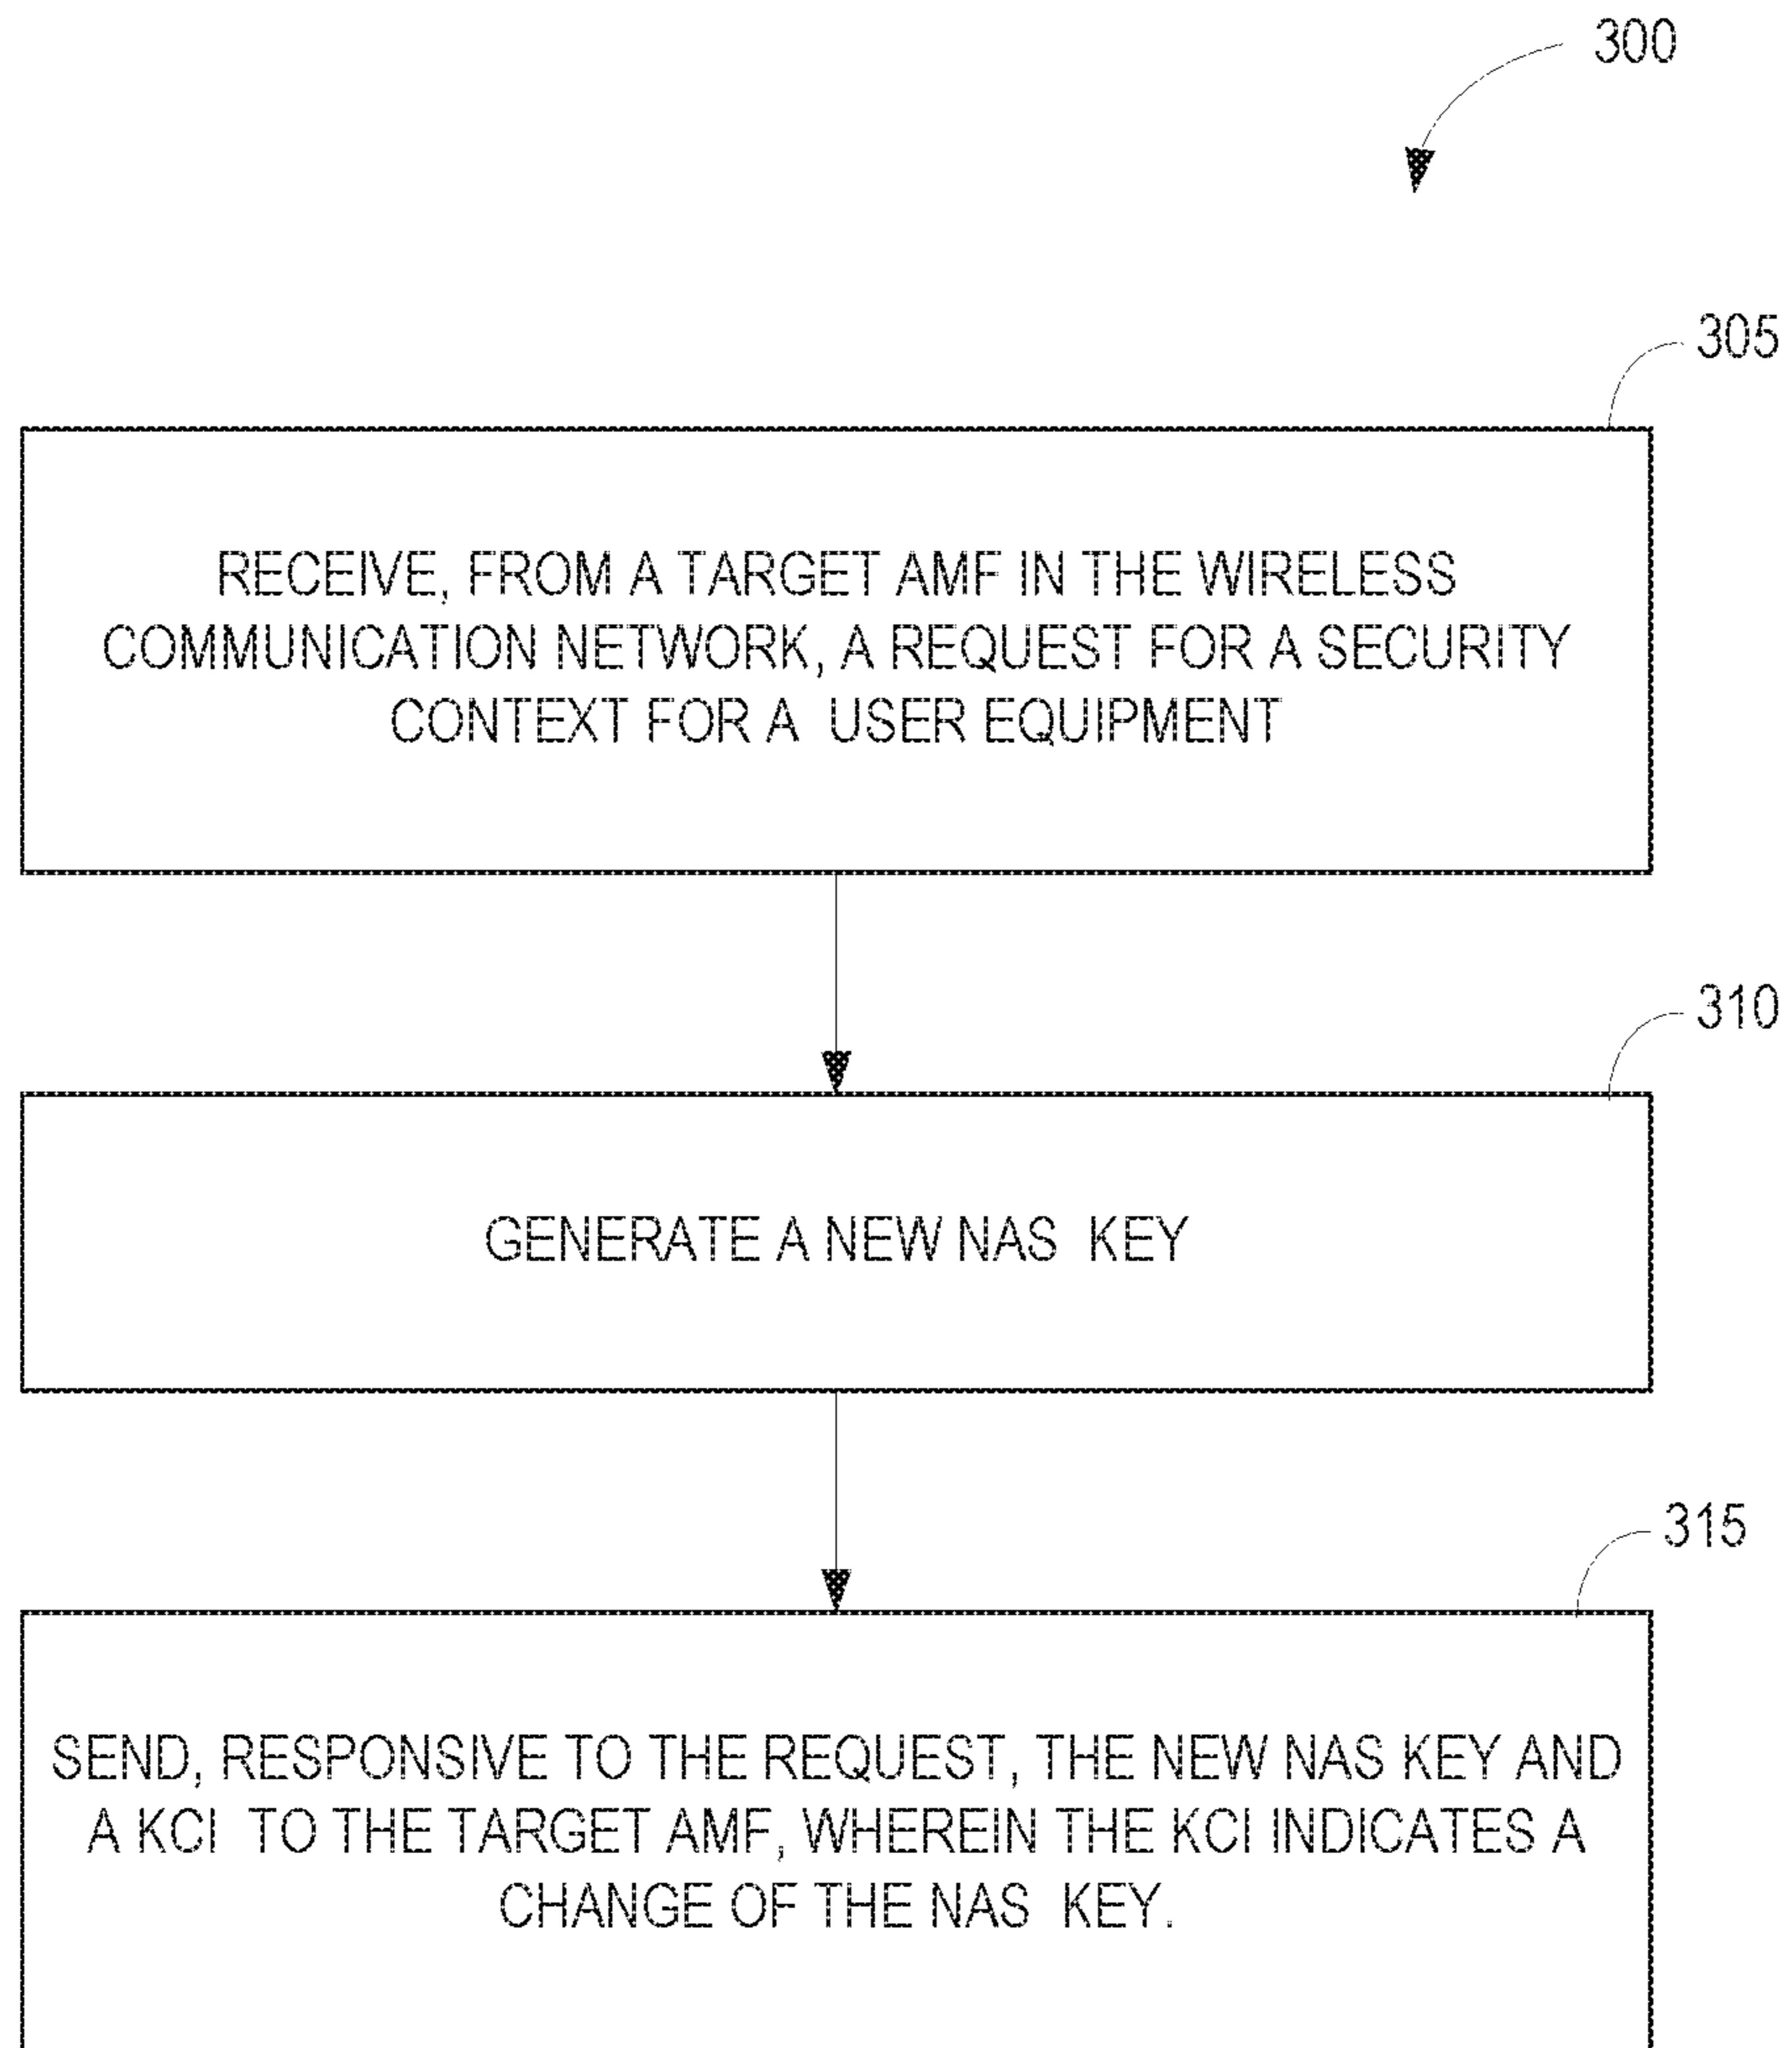 300
305
RECEIVE, FROM A TARGET AMF IN THE WIRELESS
COMMUNICATION NETWORK, A REQUEST FOR A SECURITY
CONTEXT FOR A USER EQUIPMENT
310
GENERATE A NEW NAS KEY
315
SEND, RESPONSIVE TO THE REQUEST, THE NEW NAS KEY AND
A KCI TO THE TARGET AMF, WHEREIN THE KCI INDICATES A
CHANGE OF THE NAS KEY.